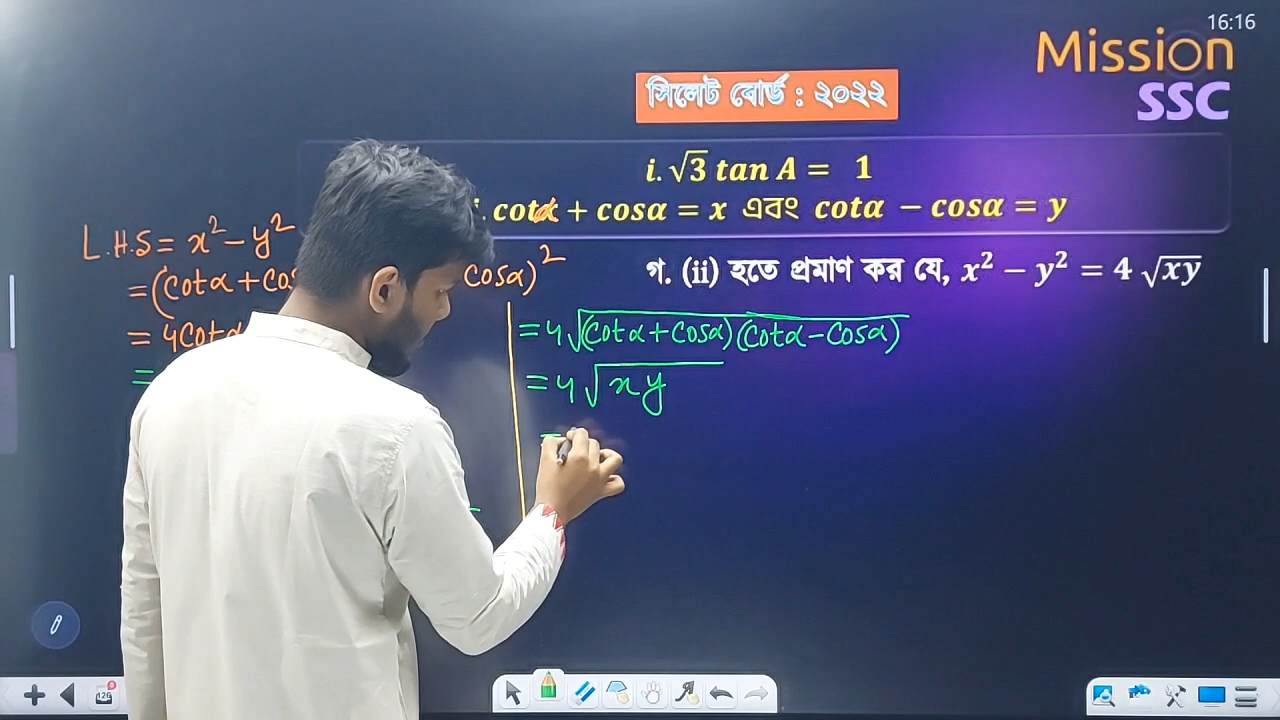 16:16
Mission
SSC
সিলেট বোর্ড : ২০২২
i. √3 tan A = 1
. cotα + cosα = x এবং cotα − cosα = y
গ. (ii) হতে প্রমাণ কর যে, x² − y² = 4 √xy
L.H.S = x² − y²
= (cotα + cos
cosα)²
= 4cotα
=
= 4√(cotα + cosα)(cotα − cosα)
= 4√xy
=